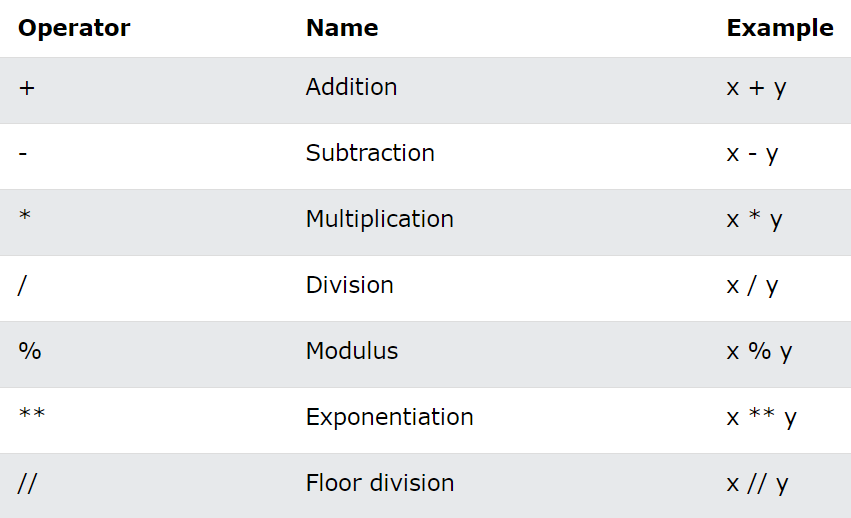 Operator Name Example
+ Addition x + y
- Subtraction x - y
* Multiplication x * y
/ Division x / y
% Modulus x % y
** Exponentiation x ** y
// Floor division x // y